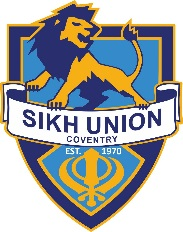 SIKH UNION
COVENTRY
EST. 1970